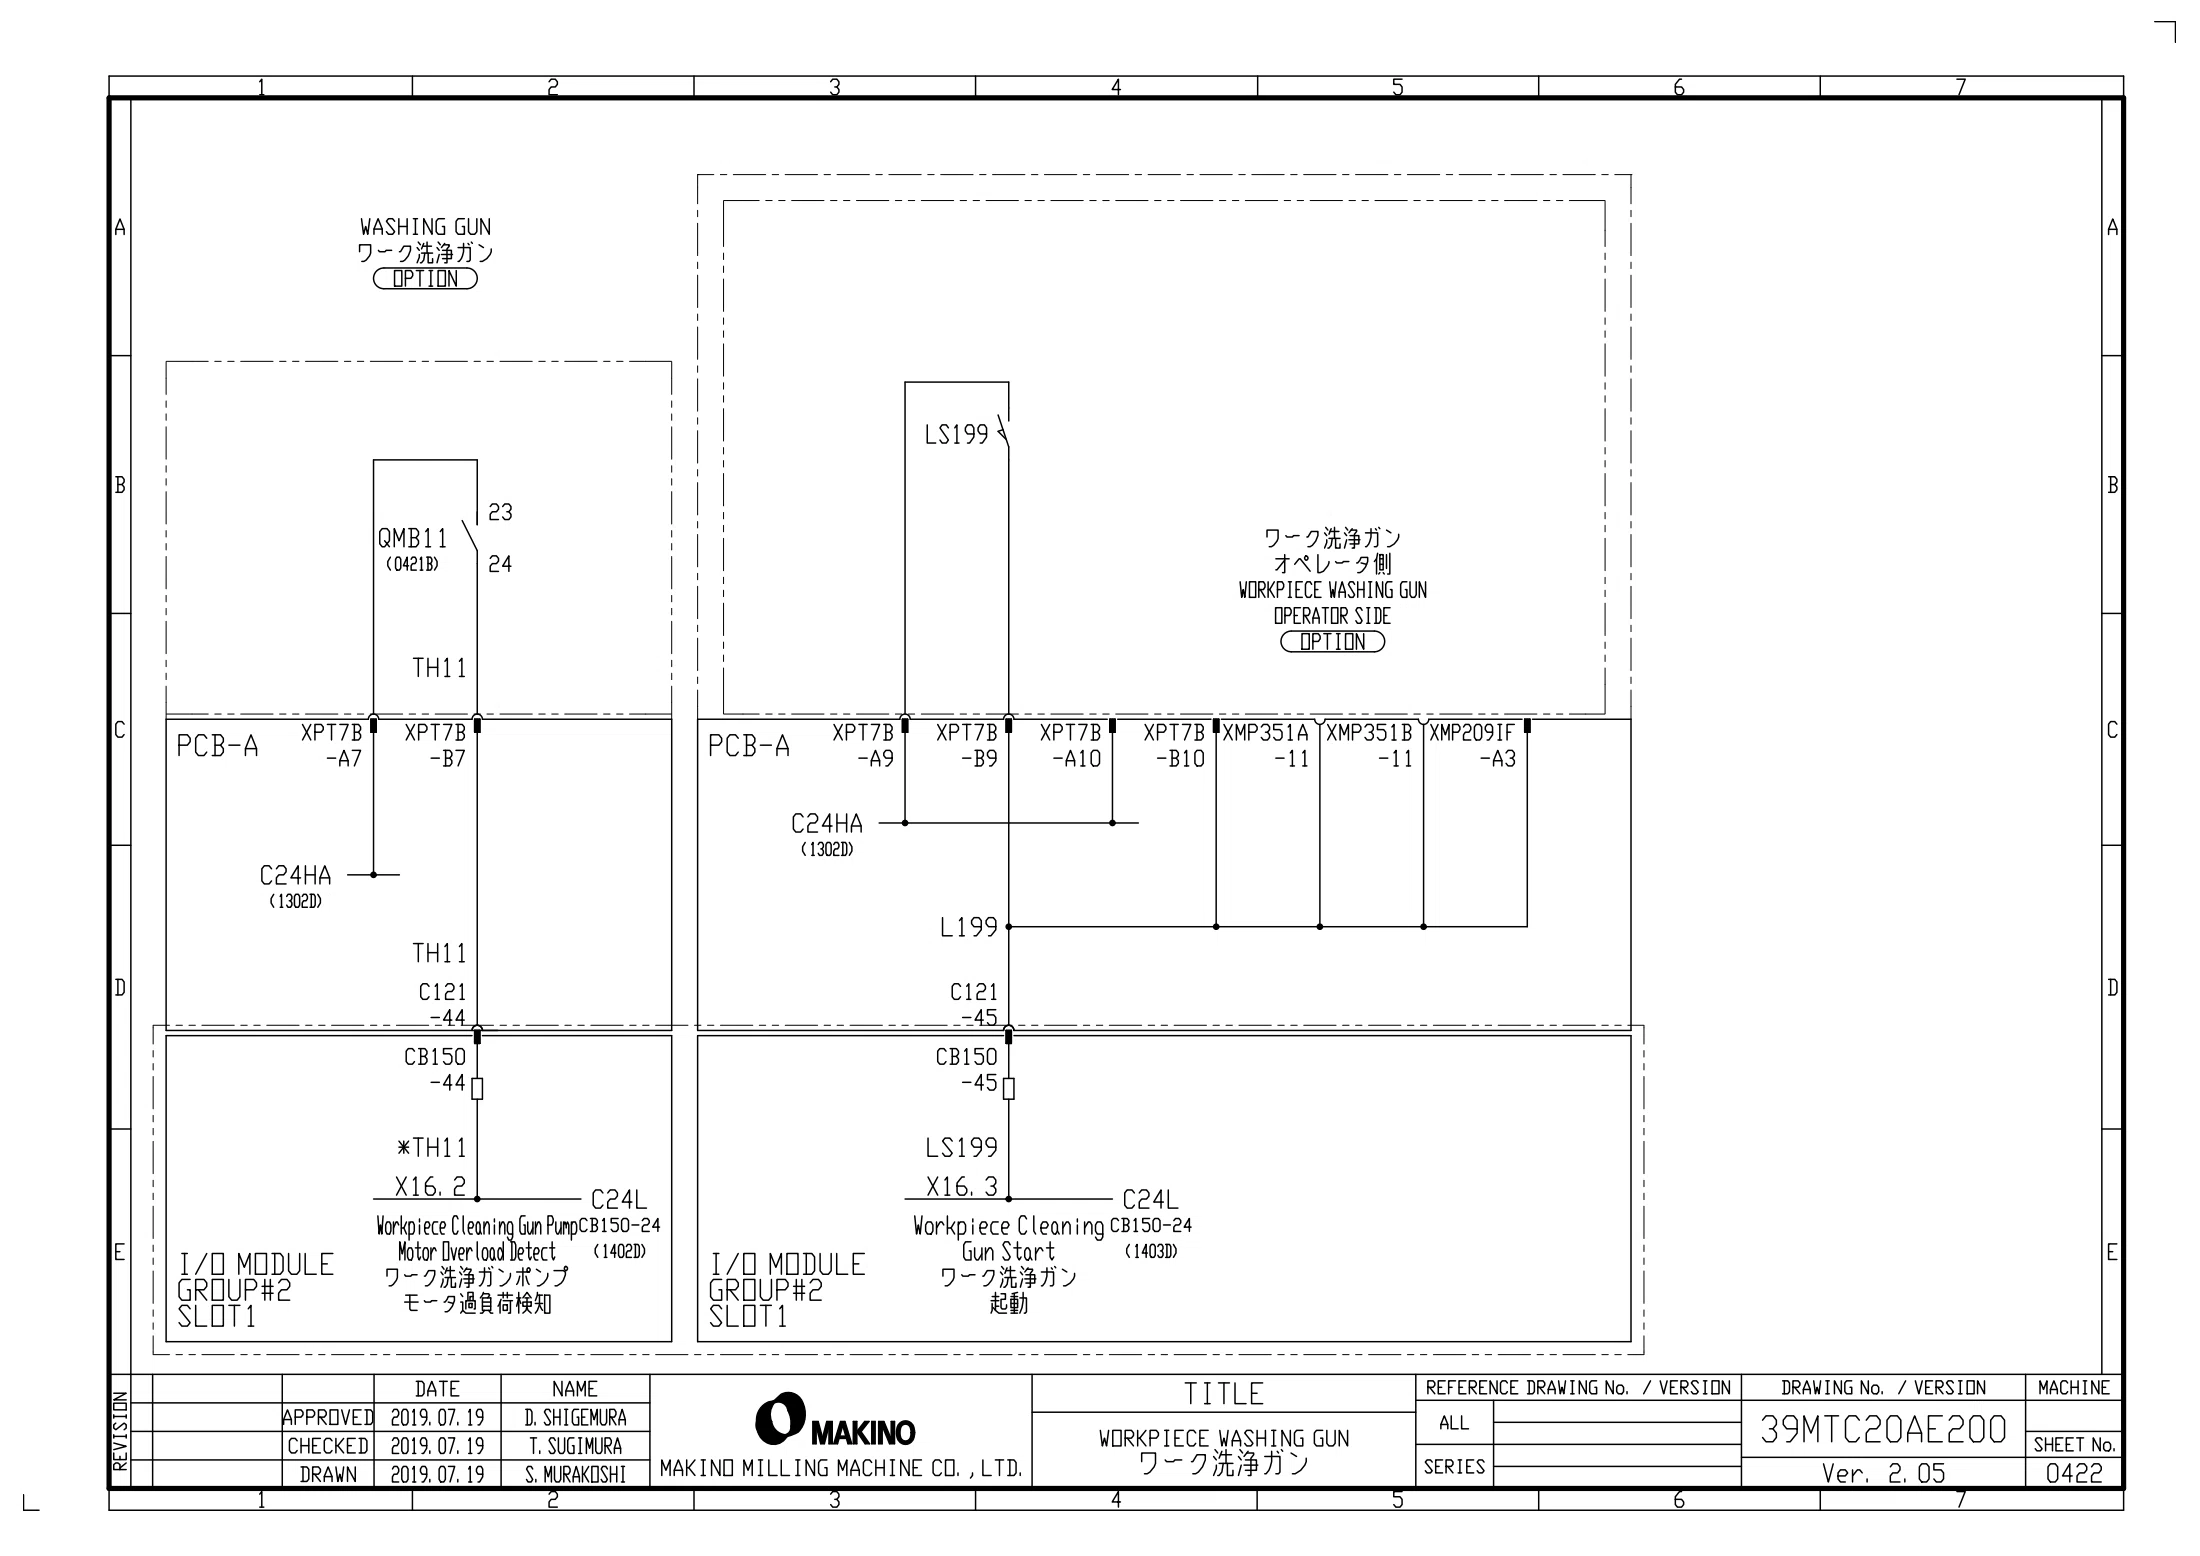 1 2 3 4 5 6 7
A A
B B
C C
D D
E E
WASHING GUN
ワーク洗浄ガン
OPTION
QMB11
(0421B)
23
24
TH11
PCB-A
XPT7B
-A7
XPT7B
-B7
C24HA
(1302D)
TH11
C121
-44
CB150
-44
*TH11
X16.2
C24L
CB150-24
(1402D)
Workpiece Cleaning Gun Pump
Motor Overload Detect
ワーク洗浄ガンポンプ
モータ過負荷検知
I/O MODULE
GROUP#2
SLOT1
LS199
ワーク洗浄ガン
オペレータ側
WORKPIECE WASHING GUN
OPERATOR SIDE
OPTION
PCB-A
XPT7B
-A9
XPT7B
-B9
XPT7B
-A10
XPT7B
-B10
XMP351A
-11
XMP351B
-11
XMP209IF
-A3
C24HA
(1302D)
L199
C121
-45
CB150
-45
LS199
X16.3
C24L
CB150-24
(1403D)
Workpiece Cleaning
Gun Start
ワーク洗浄ガン
起動
I/O MODULE
GROUP#2
SLOT1
REVISION
DATE NAME
APPROVED 2019.07.19 D. SHIGEMURA
CHECKED 2019.07.19 T. SUGIMURA
DRAWN 2019.07.19 S. MURAKOSHI
MAKINO
MAKINO MILLING MACHINE CO.,LTD.
TITLE
WORKPIECE WASHING GUN
ワーク洗浄ガン
REFERENCE DRAWING No. / VERSION
ALL
SERIES
DRAWING No. / VERSION
39MTC20AE200
Ver. 2.05
MACHINE
SHEET No.
0422
1 2 3 4 5 6 7